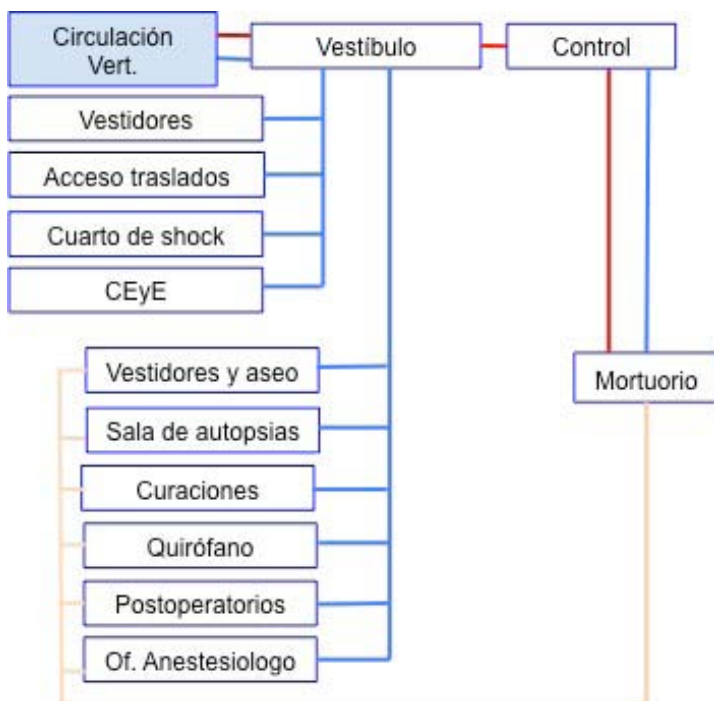 Circulación
Vert.
Vestíbulo
Control
Vestidores
Acceso traslados
Cuarto de shock
CEyE
Vestidores y aseo
Mortuorio
Sala de autopsias
Curaciones
Quirófano
Postoperatorios
Of. Anestesiologo